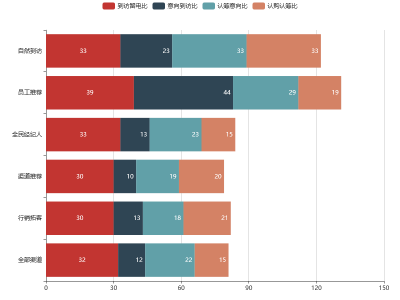 到访留电比 意向到访比 认筹意向比 认购认筹比
自然到访 33 23 33 33
员工推荐 39 44 29 19
全民经纪人 33 13 23 15
渠道推荐 30 10 19 20
行销拓客 30 13 18 21
全部渠道 32 12 22 15
0 30 60 90 120 150